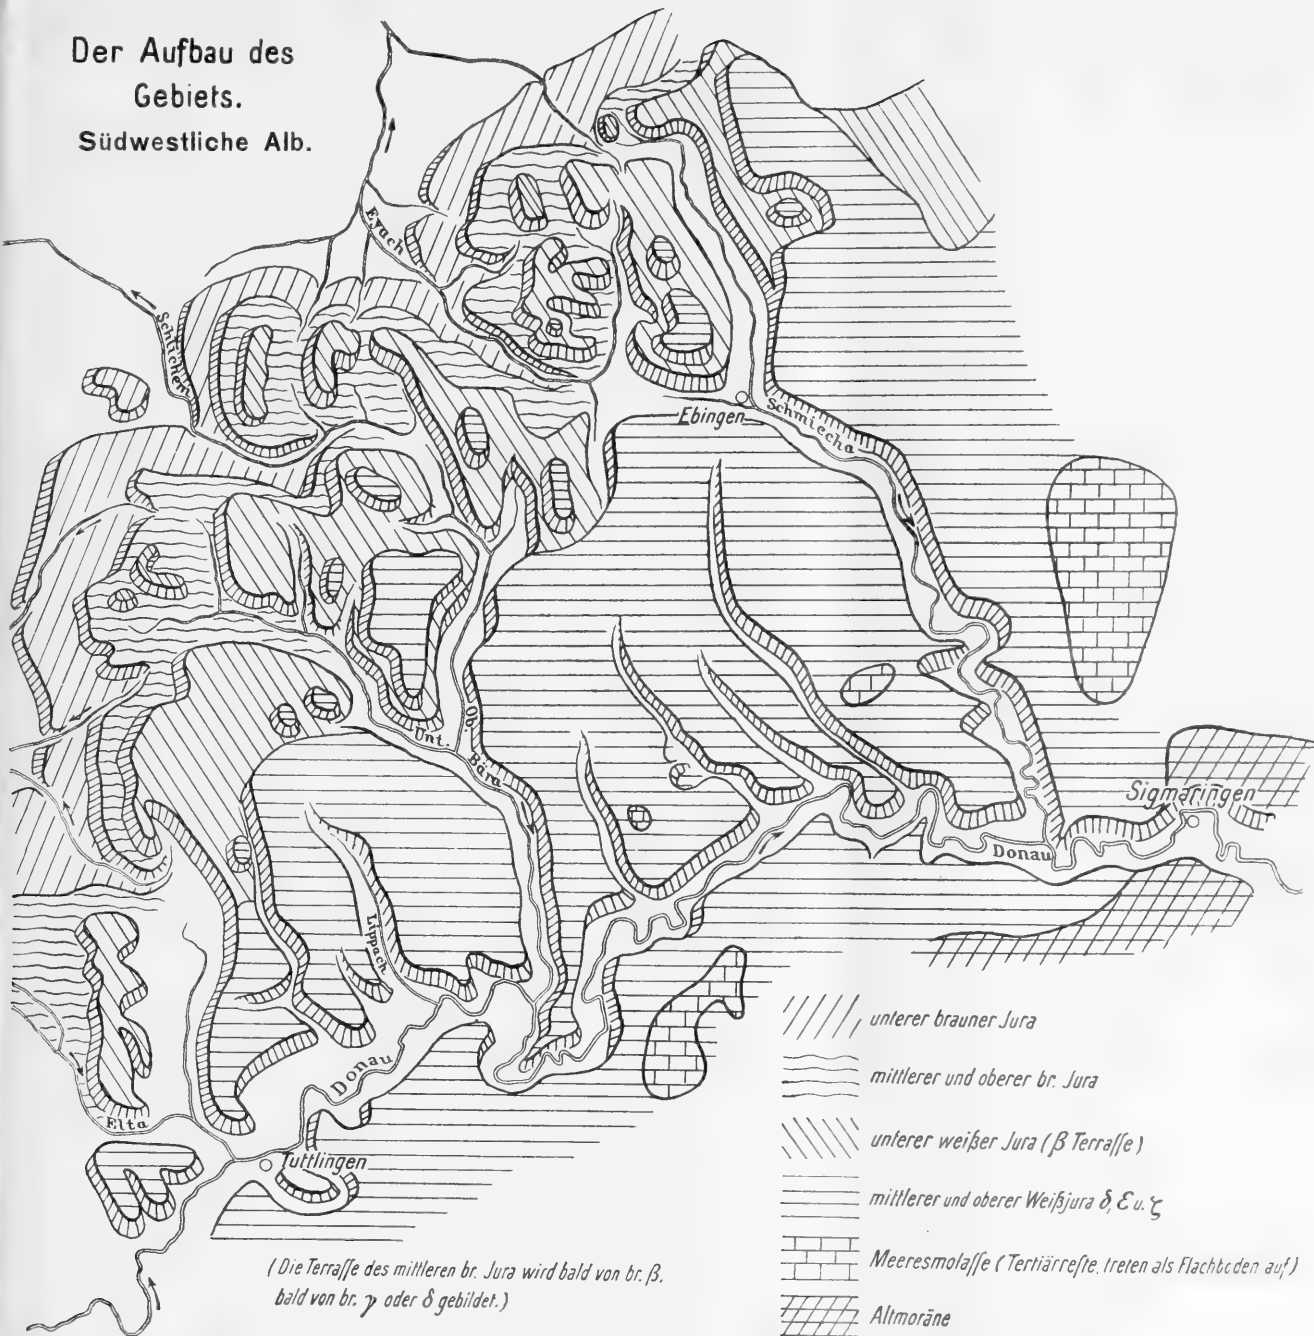 Der Aufbau des
Gebiets.
Südwestliche Alb.
Eyach
Schlichem
Ebingen
Schmiecha
Ob.
Unt.
Bära
Sigmaringen
Donau
Lippach
Donau
Elta
Tuttlingen
unterer brauner Jura
mittlerer und oberer br. Jura
unterer weißer Jura (β Terraſſe)
mittlerer und oberer Weißjura δ, ε u. ζ
Meeresmolaſſe (Tertiärreſte, treten als Flachboden auf)
Altmoräne
(Die Terraſſe des mittleren br. Jura wird bald von br. β,
bald von br. γ oder δ gebildet.)